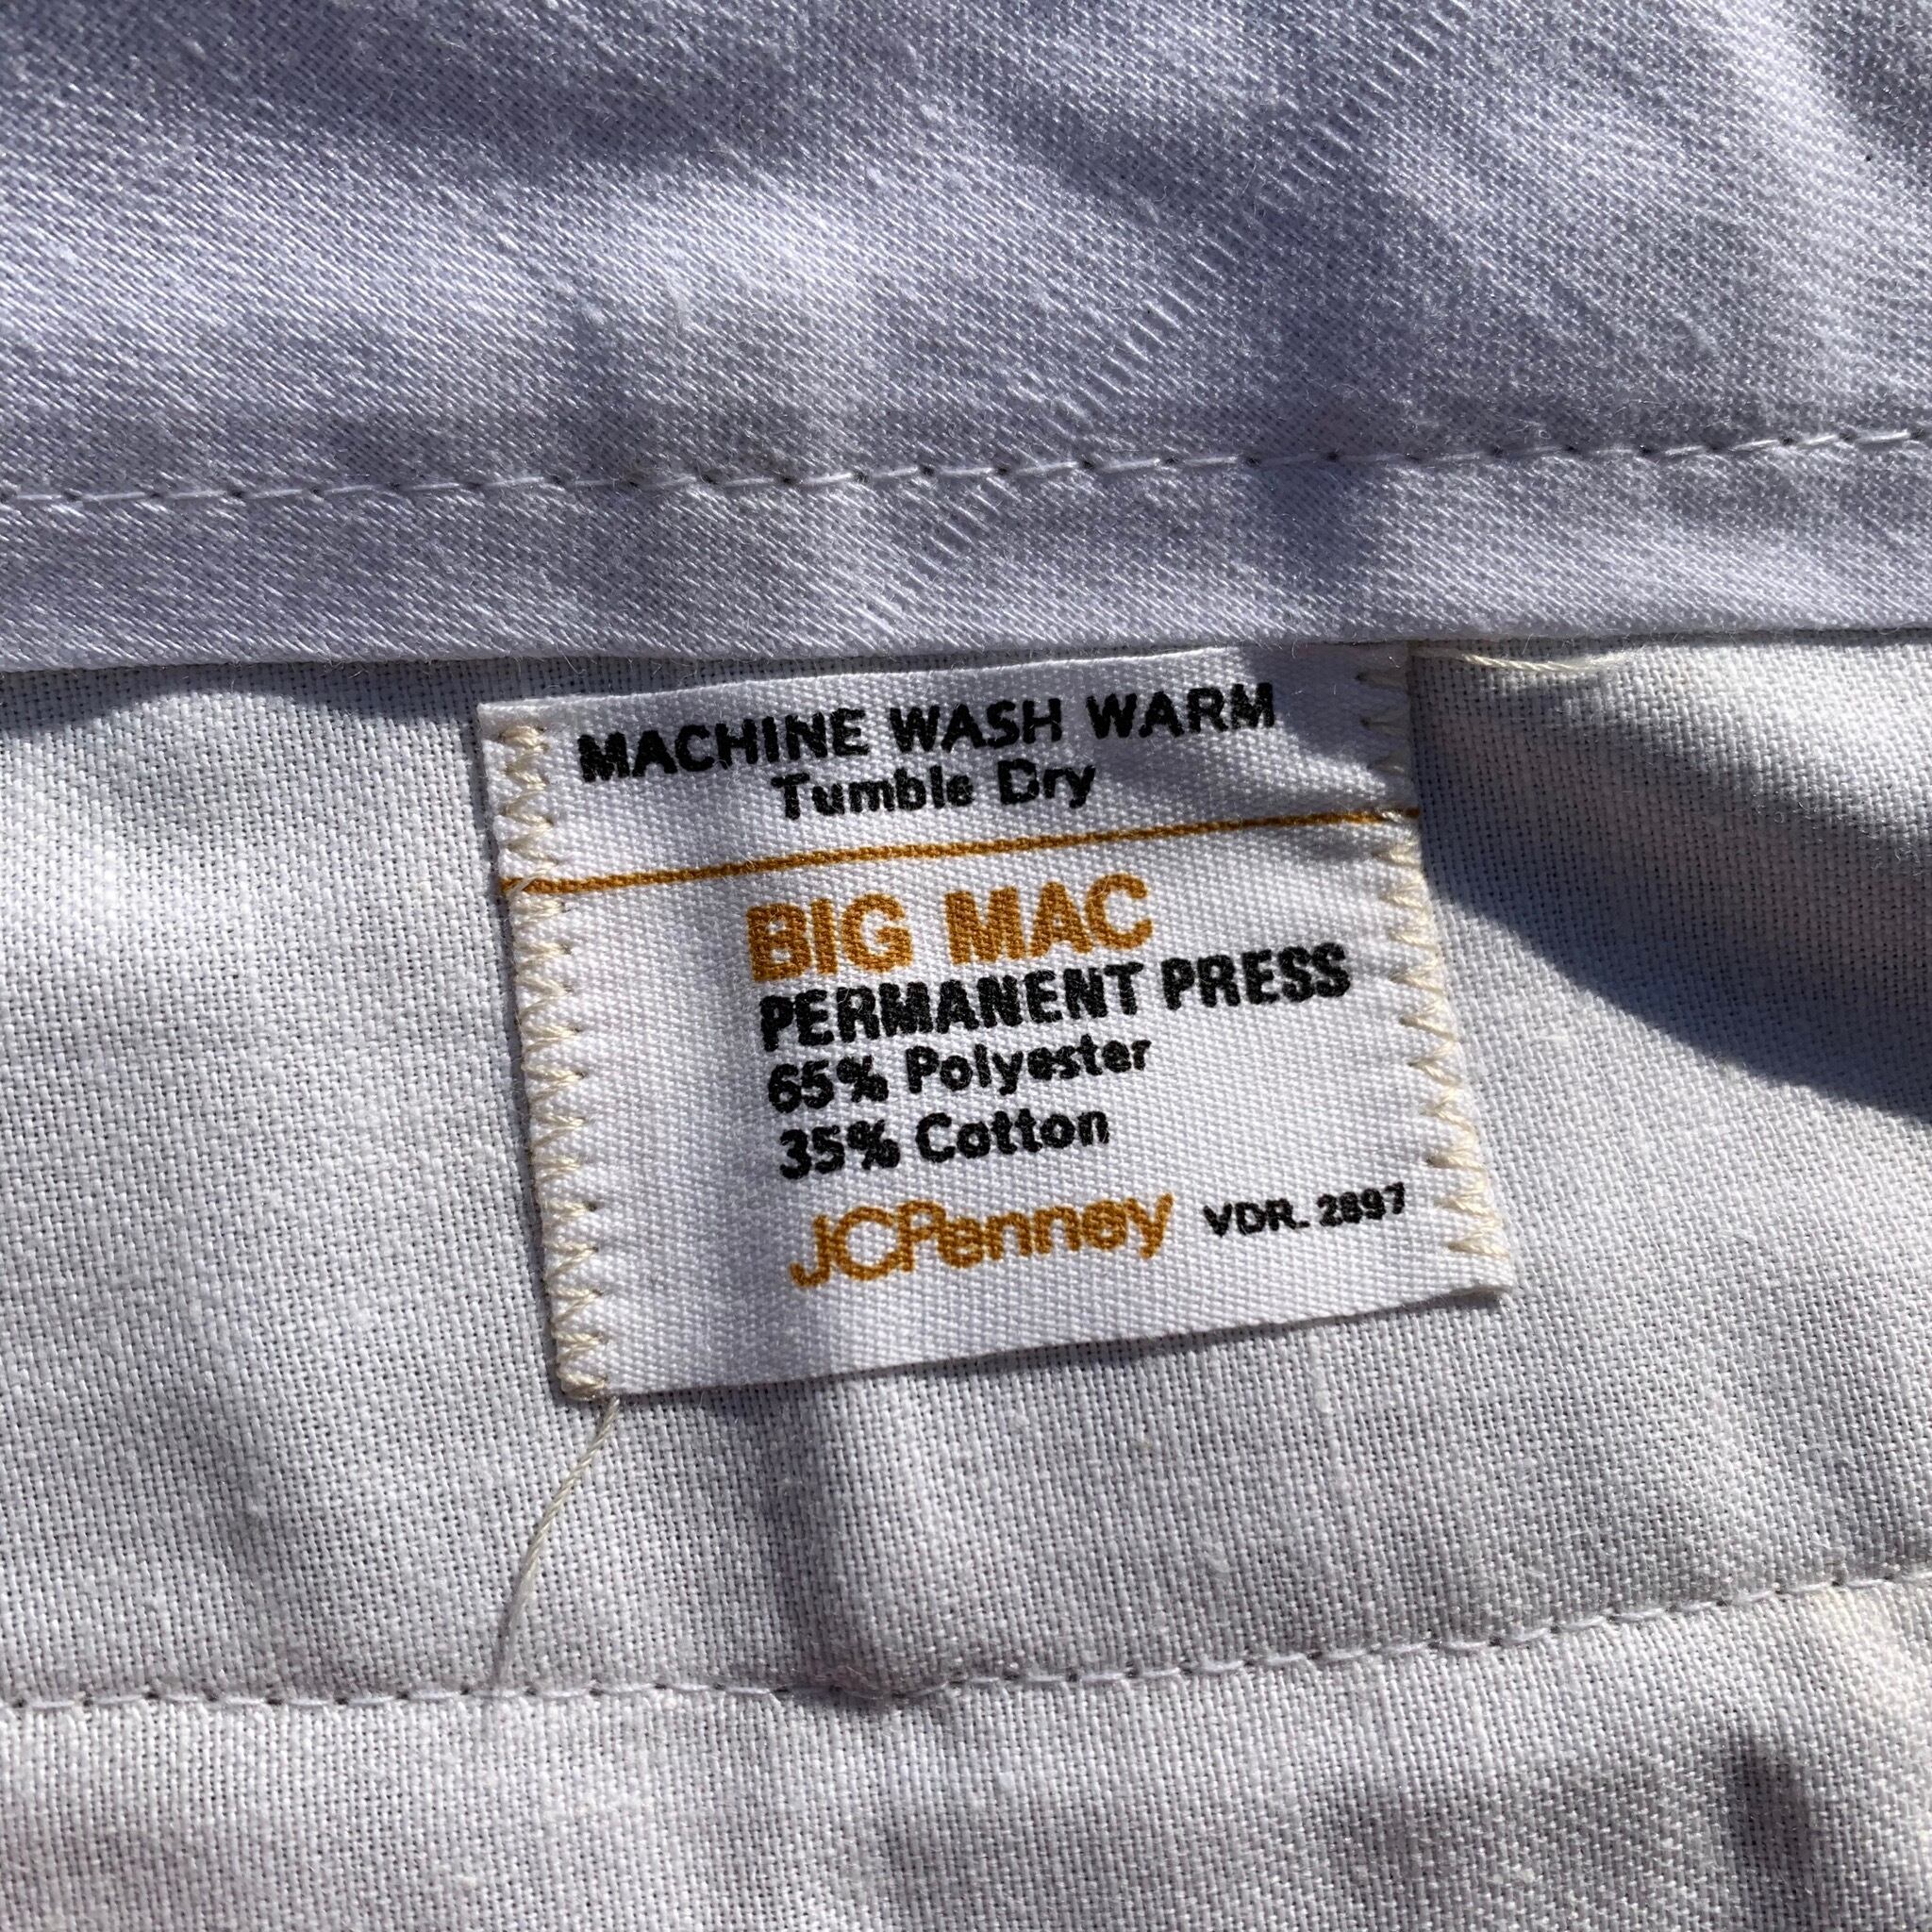 MACHINE WASH WARM
Tumble Dry
BIG MAC
PERMANENT PRESS
65% Polyester
35% Cotton
JCPenney VDR. 2897